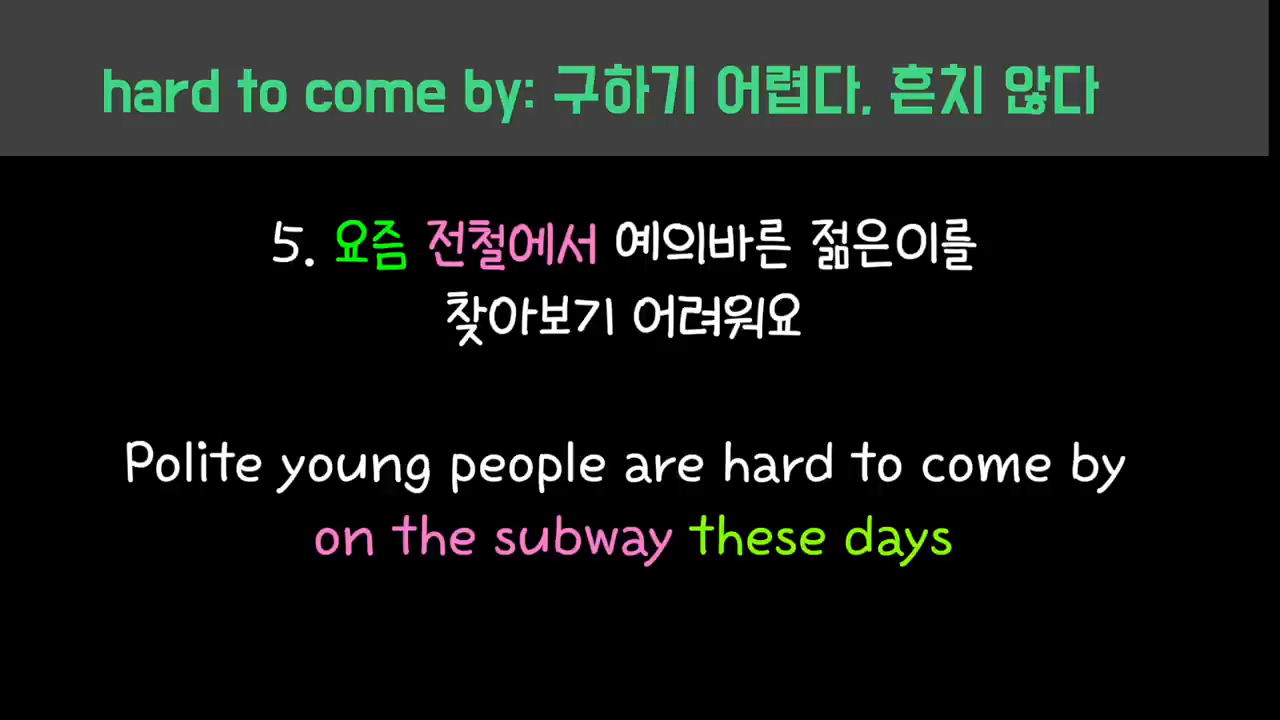 hard to come by: 구하기 어렵다, 흔치 않다
5. 요즘 전철에서 예의바른 젊은이를
찾아보기 어려워요
Polite young people are hard to come by
on the subway these days